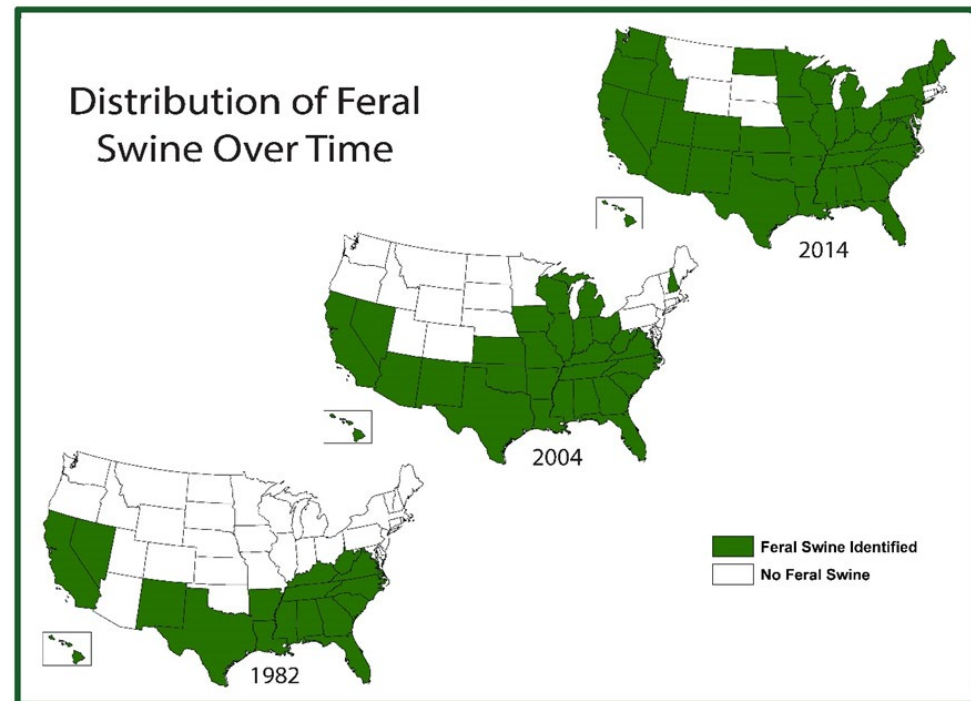 Distribution of Feral
Swine Over Time
2014
2004
Feral Swine Identified
No Feral Swine
1982